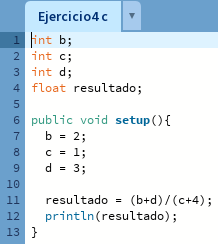 Ejercicio4 c ▼
1 int b;
2 int c;
3 int d;
4 float resultado;
5
6 public void setup(){
7   b = 2;
8   c = 1;
9   d = 3;
10
11   resultado = (b+d)/(c+4);
12   println(resultado);
13 }